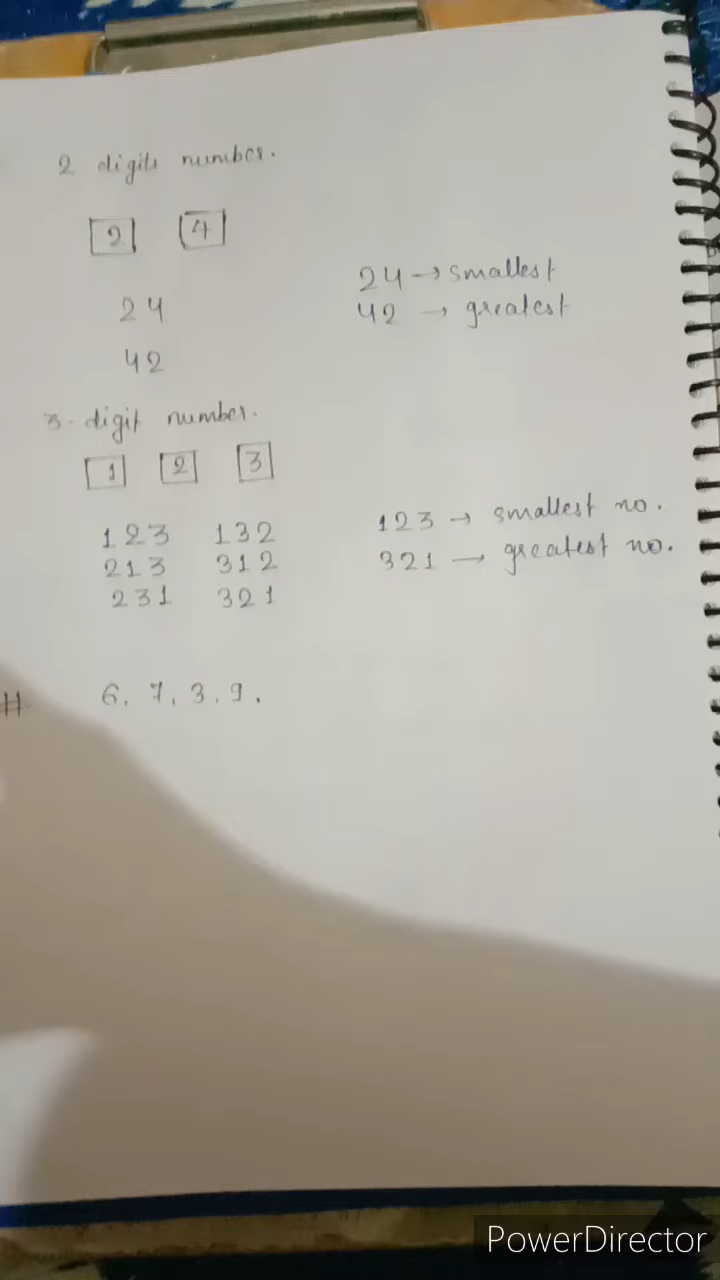 2 digits number.
2 4
24
42
24 → smallest
42 → greatest
3-digit number.
1 2 3
123 132
213 312
231 321
123 → smallest no.
321 → greatest no.
# 6, 7, 3, 9.
PowerDirector